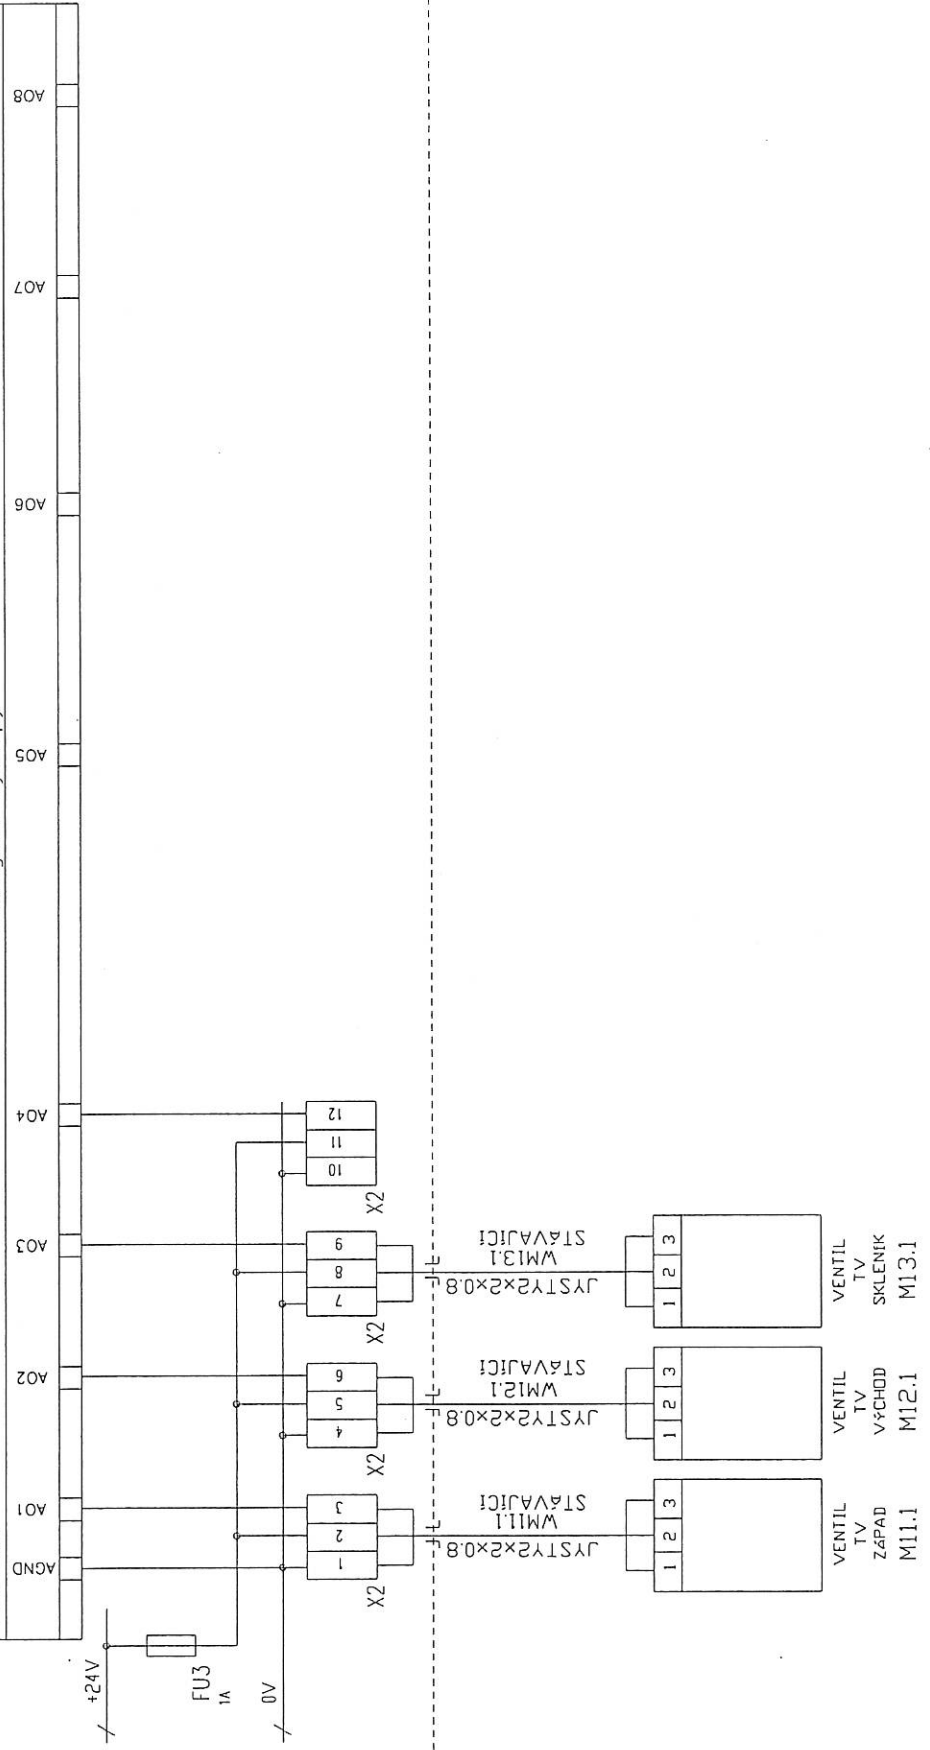 AGND
AO1
AO2
AO3
AO4
AO5
AO6
AO7
AO8
+24V
FU3
1A
0V
1
2
3
X2
4
5
6
X2
7
8
9
X2
10
11
12
X2
JYSTY2x2x0.8
WM11.1
STÁVAJÍCÍ
JYSTY2x2x0.8
WM12.1
STÁVAJÍCÍ
JYSTY2x2x0.8
WM13.1
STÁVAJÍCÍ
1
2
3
VENTIL
TV
ZÁPAD
M11.1
1
2
3
VENTIL
TV
VÝCHOD
M12.1
1
2
3
VENTIL
TV
SKLENÍK
M13.1